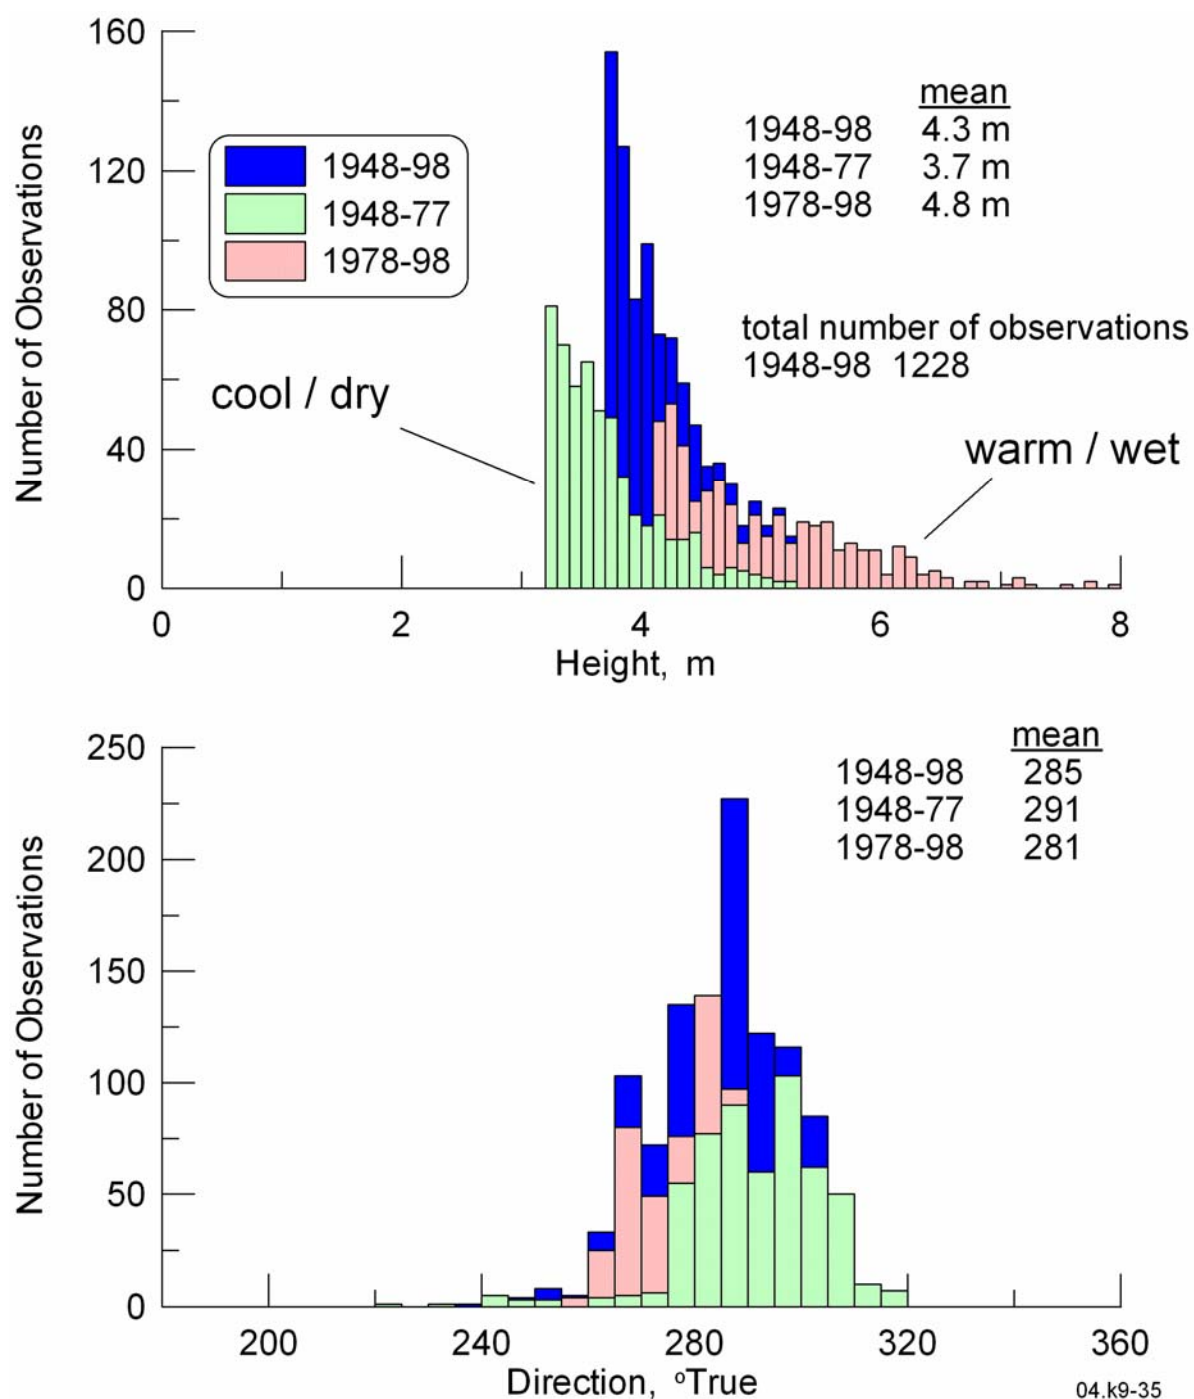 160
120
80
40
0
Number of Observations
1948-98
1948-77
1978-98
mean
1948-98 4.3 m
1948-77 3.7 m
1978-98 4.8 m
total number of observations
1948-98 1228
cool / dry
warm / wet
0 2 4 6 8
Height, m
250
200
150
100
50
0
Number of Observations
mean
1948-98 285
1948-77 291
1978-98 281
200 240 280 320 360
Direction, °True
04.k9-35